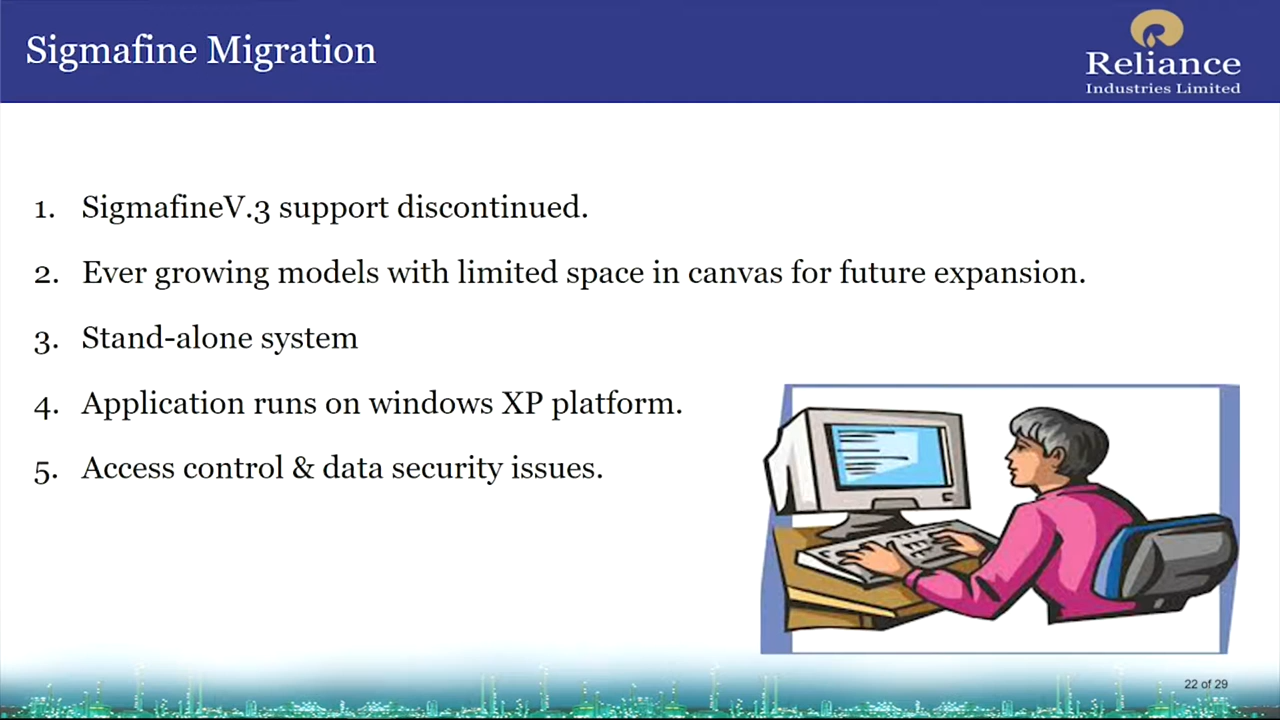 Sigmafine Migration
Reliance
Industries Limited
1. SigmafineV.3 support discontinued.
2. Ever growing models with limited space in canvas for future expansion.
3. Stand-alone system
4. Application runs on windows XP platform.
5. Access control & data security issues.
22 of 29